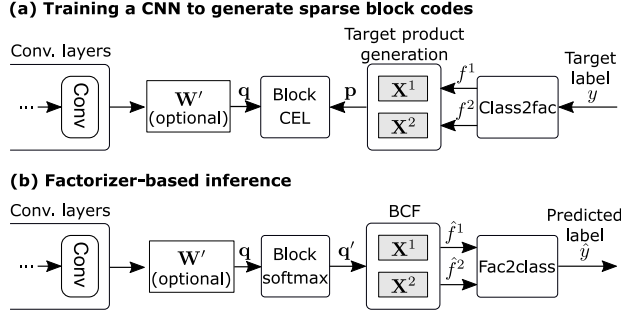 (a) Training a CNN to generate sparse block codes
Conv. layers
... Conv
W′
(optional)
q
Block
CEL
p
Target product
generation
X¹
X²
f¹
f²
Class2fac
Target
label
y
(b) Factorizer-based inference
Conv. layers
... Conv
W′
(optional)
q
Block
softmax
q′
BCF
X¹
X²
f̂¹
f̂²
Fac2class
Predicted
label
ŷ